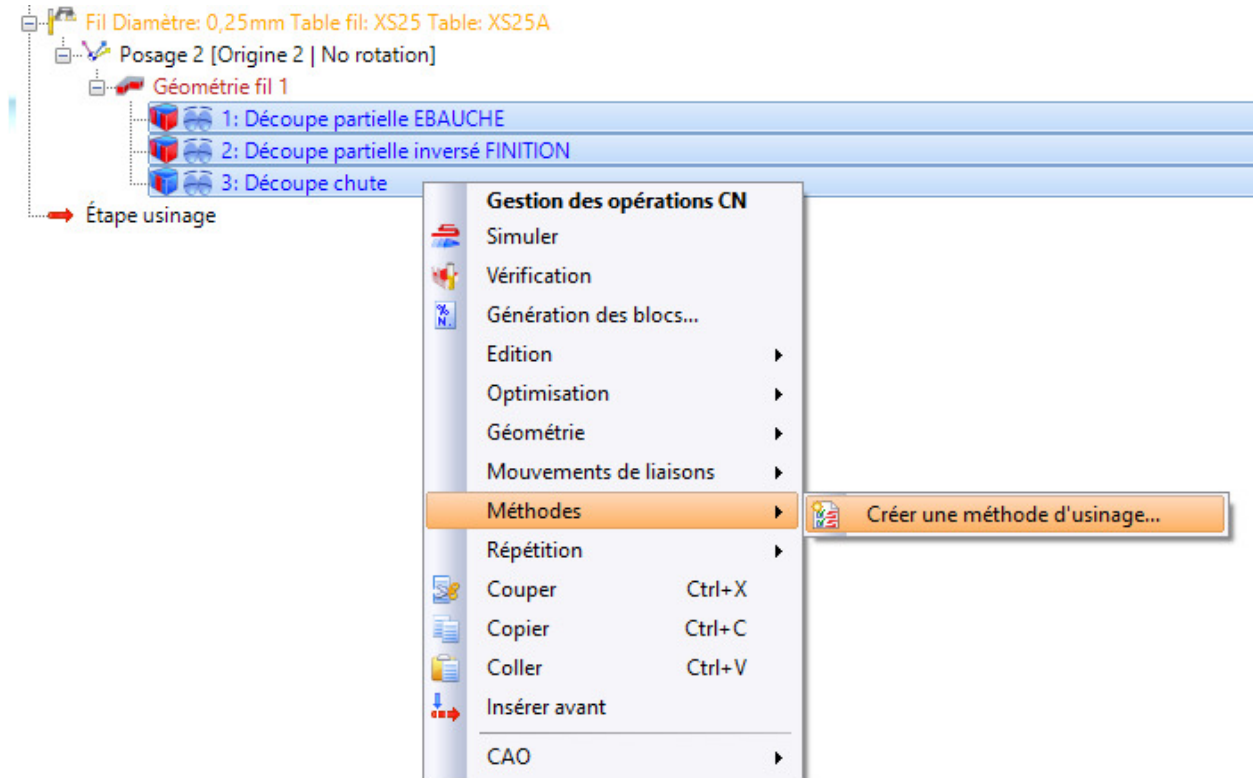 Fil Diamètre: 0,25mm Table fil: XS25 Table: XS25A
Posage 2 [Origine 2 | No rotation]
Géométrie fil 1
1: Découpe partielle EBAUCHE
2: Découpe partielle inversé FINITION
3: Découpe chute
Étape usinage
Gestion des opérations CN
Simuler
Vérification
Génération des blocs...
Edition
Optimisation
Géométrie
Mouvements de liaisons
Méthodes
Créer une méthode d'usinage...
Répétition
Couper Ctrl+X
Copier Ctrl+C
Coller Ctrl+V
Insérer avant
CAO